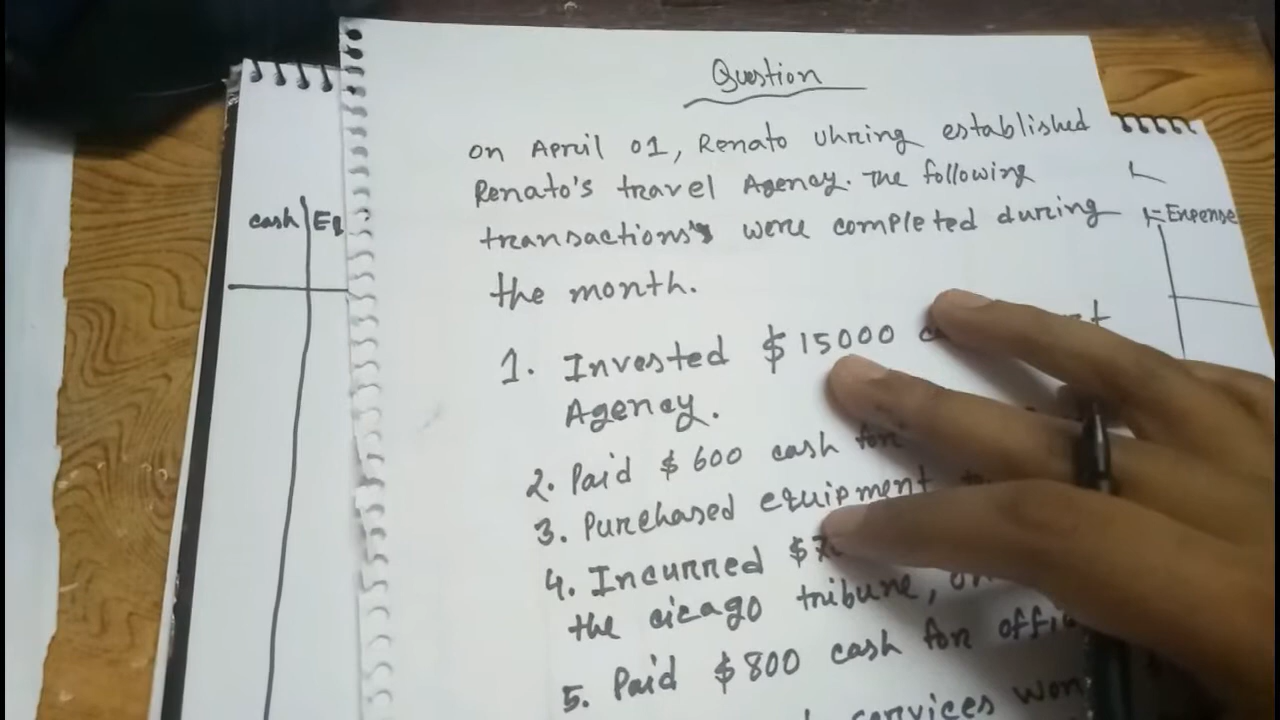 Question
on April 01, Renato Uhring established
Renato's travel Agency. The following
transactions's were completed during
the month.
1. Invested $15000
Agency.
2. Paid $600 cash for
3. Purchased equipment
4. Incurred $
the cicago tribune,
5. Paid $800 cash for
services
cash
Eq
Expense